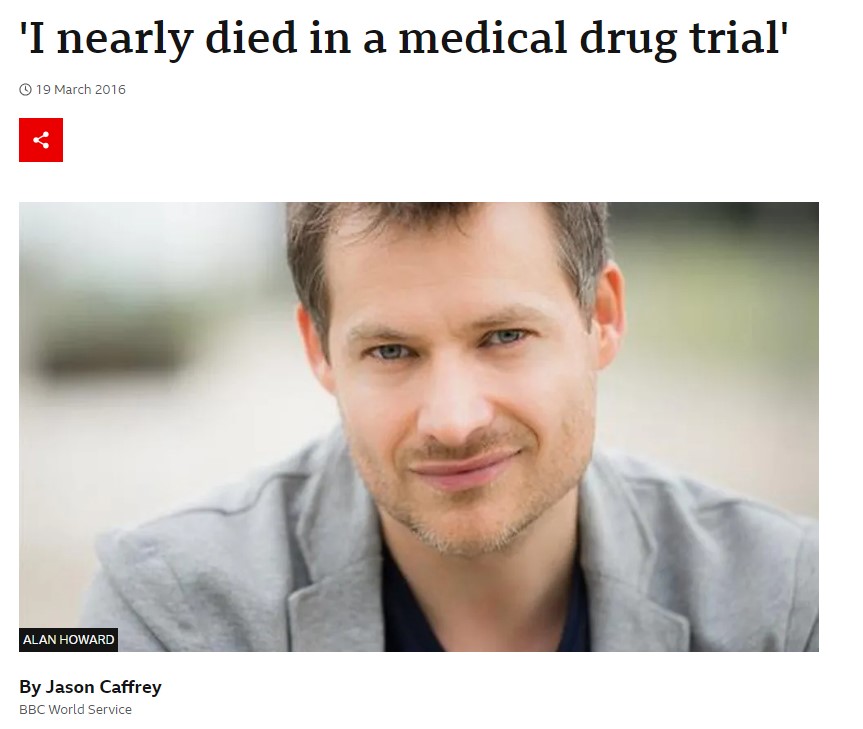 'I nearly died in a medical drug trial'
19 March 2016
ALAN HOWARD
By Jason Caffrey
BBC World Service